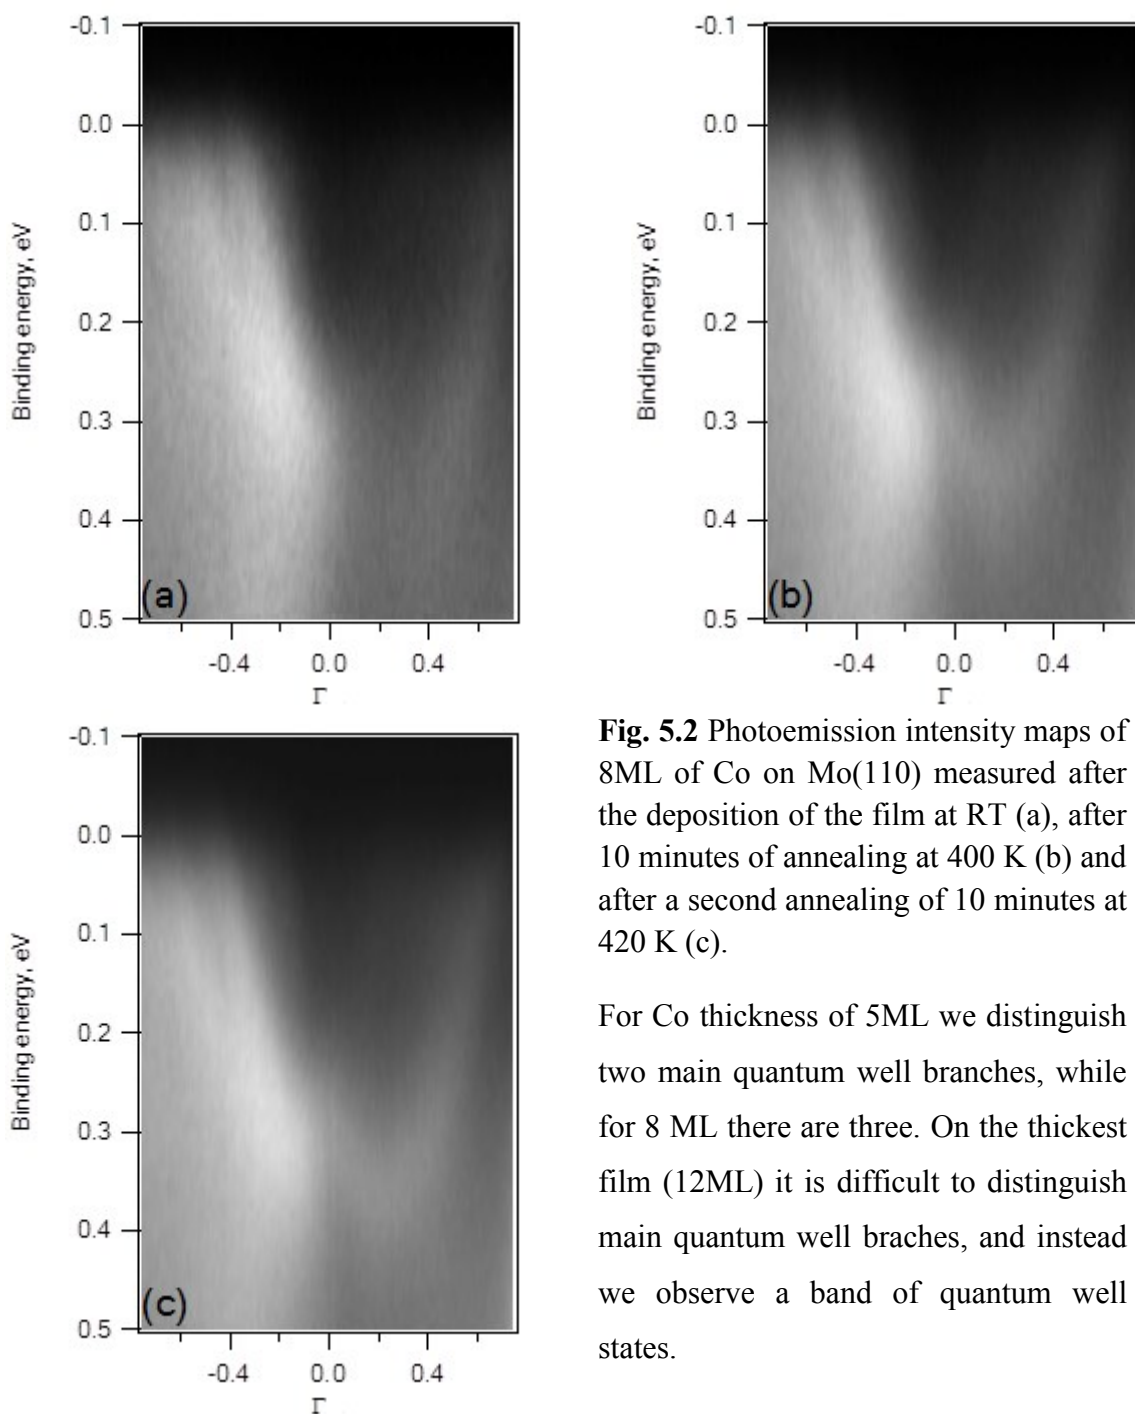 -0.1
0.0
0.1
0.2
0.3
0.4
0.5
Binding energy, eV
(a)
-0.4 0.0 0.4
Γ
-0.1
0.0
0.1
0.2
0.3
0.4
0.5
Binding energy, eV
(b)
-0.4 0.0 0.4
Γ
-0.1
0.0
0.1
0.2
0.3
0.4
0.5
Binding energy, eV
(c)
-0.4 0.0 0.4
Γ
Fig. 5.2 Photoemission intensity maps of
8ML of Co on Mo(110) measured after
the deposition of the film at RT (a), after
10 minutes of annealing at 400 K (b) and
after a second annealing of 10 minutes at
420 K (c).
For Co thickness of 5ML we distinguish
two main quantum well branches, while
for 8 ML there are three. On the thickest
film (12ML) it is difficult to distinguish
main quantum well braches, and instead
we observe a band of quantum well
states.